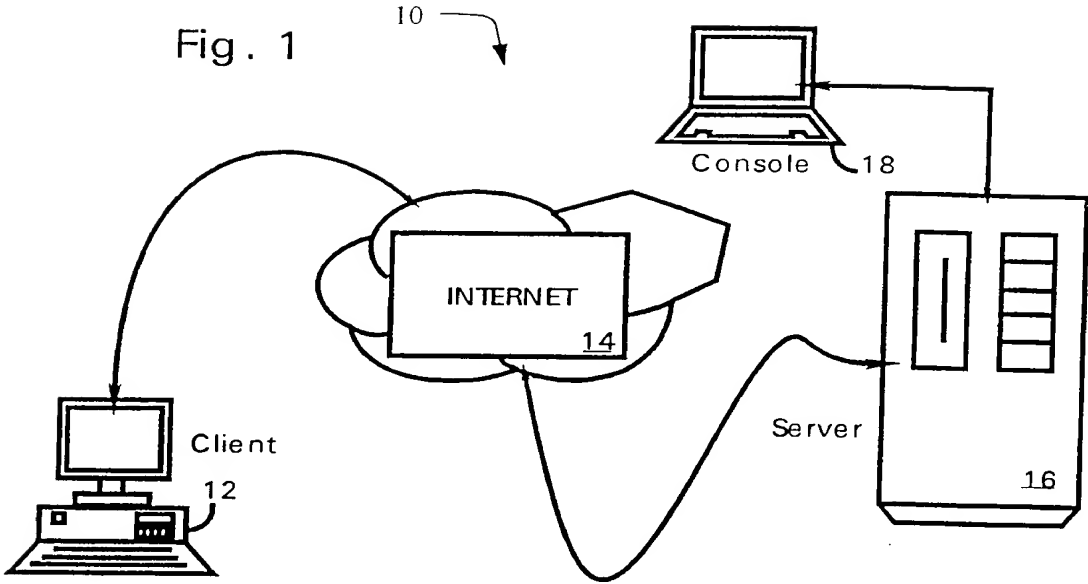 Fig. 1
10
Console
18
INTERNET
14
Client
12
Server
16